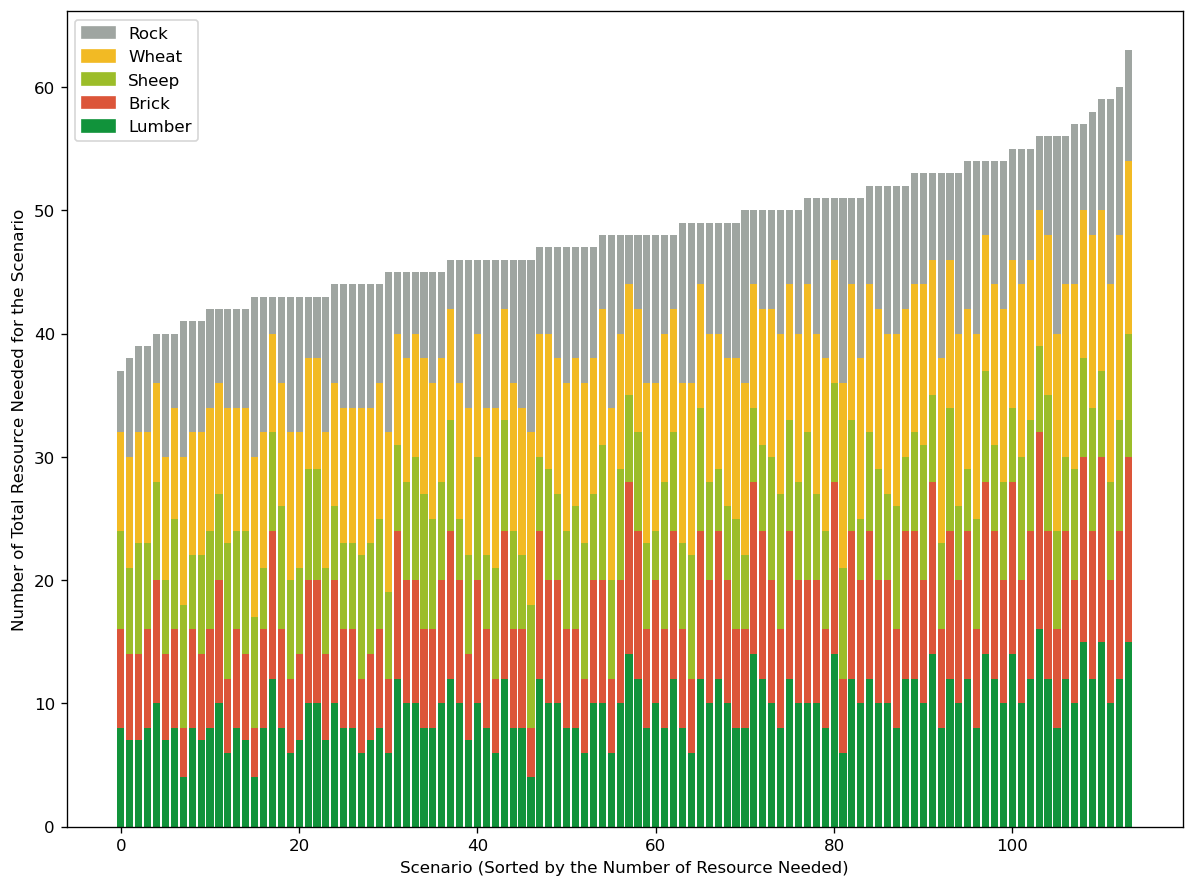 Rock
Wheat
Sheep
Brick
Lumber
Number of Total Resource Needed for the Scenario
60
50
40
30
20
10
0
0 20 40 60 80 100
Scenario (Sorted by the Number of Resource Needed)